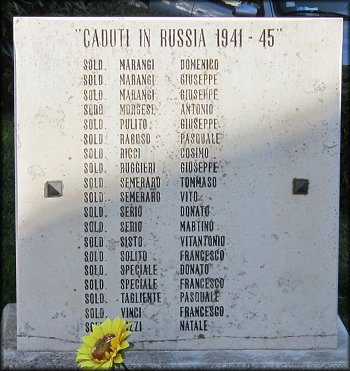 "CADUTI IN RUSSIA 1941 - 45"
SOLD. MARANGI DOMENICO
SOLD. MARANGI GIUSEPPE
SOLD. MARANGI GIUSEPPE
SERG MORGESE ANTONIO
SOLD. PULITO GIUSEPPE
SOLD. RAGUSO PASQUALE
SOLD. RICCI COSIMO
SOLD. RUGGIERI GIUSEPPE
SOLD. SEMERARO TOMMASO
SOLD. SEMERARO VITO
SOLD. SERIO DONATO
SOLD. SERIO MARTINO
SOLD. SISTO VITANTONIO
SOLD. SOLITO FRANCESCO
SOLD. SPECIALE DONATO
SOLD. SPECIALE FRANCESCO
SOLD. TAGLIENTE PASQUALE
SOLD. VINCI FRANCESCO
NATALE